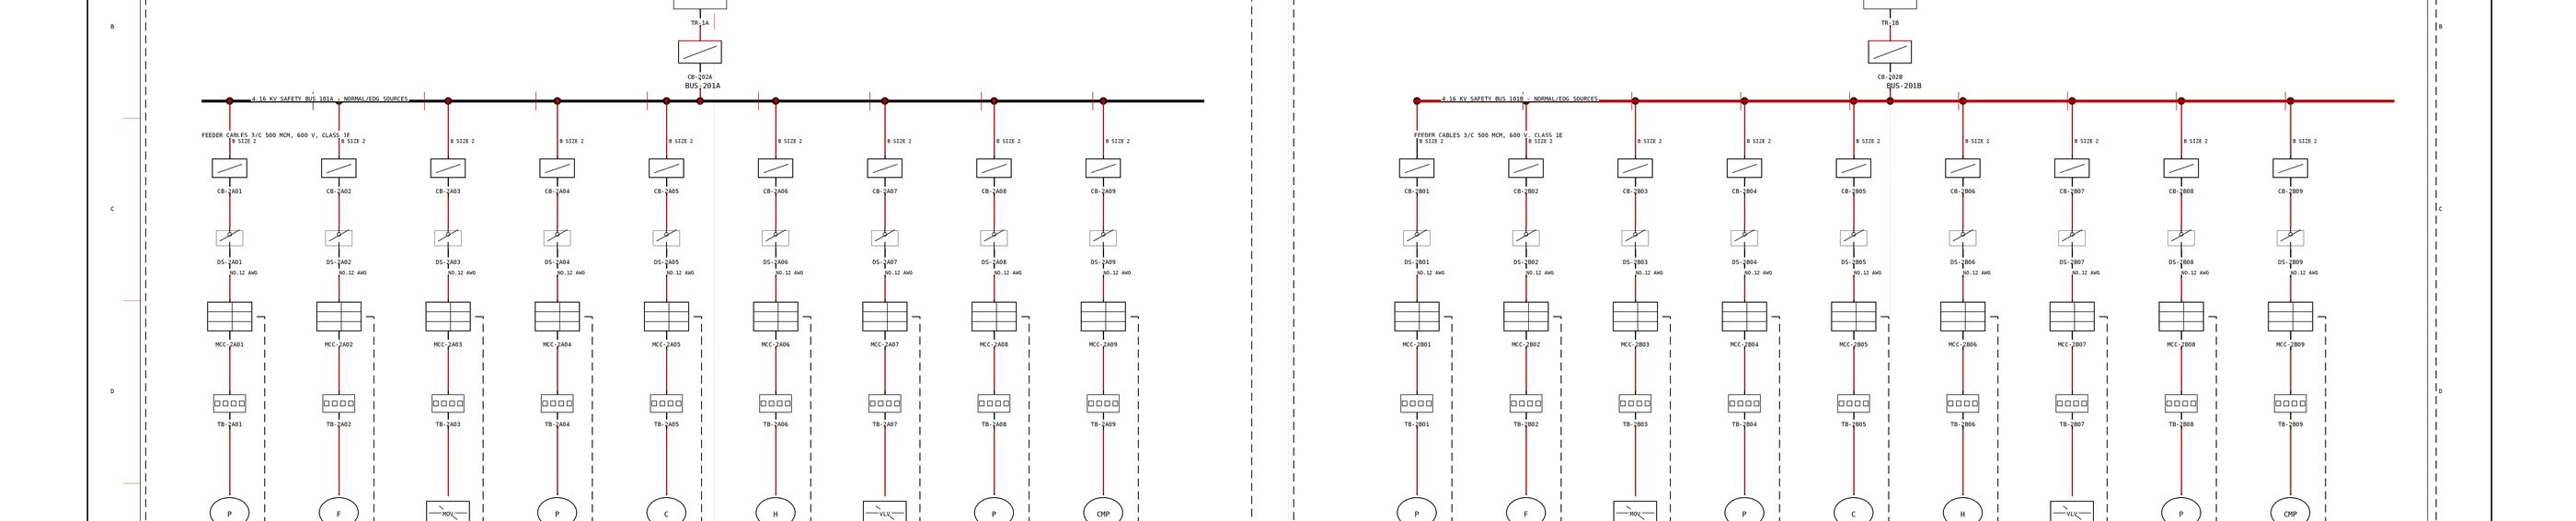 B
TR-1A
TR-1B
B
CB-202A
CB-202B
BUS-201A
BUS-201B
4.16 KV SAFETY BUS 101A - NORMAL/EDG SOURCES
4.16 KV SAFETY BUS 101B - NORMAL/EDG SOURCES
FEEDER CABLES 3/C 500 MCM, 600 V, CLASS 1E
FEEDER CABLES 3/C 500 MCM, 600 V, CLASS 1E
B SIZE 2 B SIZE 2 B SIZE 2 B SIZE 2 B SIZE 2 B SIZE 2 B SIZE 2 B SIZE 2 B SIZE 2
B SIZE 2 B SIZE 2 B SIZE 2 B SIZE 2 B SIZE 2 B SIZE 2 B SIZE 2 B SIZE 2 B SIZE 2
CB-2A01 CB-2A02 CB-2A03 CB-2A04 CB-2A05 CB-2A06 CB-2A07 CB-2A08 CB-2A09
CB-2B01 CB-2B02 CB-2B03 CB-2B04 CB-2B05 CB-2B06 CB-2B07 CB-2B08 CB-2B09
C
C
DS-2A01 DS-2A02 DS-2A03 DS-2A04 DS-2A05 DS-2A06 DS-2A07 DS-2A08 DS-2A09
DS-2B01 DS-2B02 DS-2B03 DS-2B04 DS-2B05 DS-2B06 DS-2B07 DS-2B08 DS-2B09
NO.12 AWG NO.12 AWG NO.12 AWG NO.12 AWG NO.12 AWG NO.12 AWG NO.12 AWG NO.12 AWG NO.12 AWG
NO.12 AWG NO.12 AWG NO.12 AWG NO.12 AWG NO.12 AWG NO.12 AWG NO.12 AWG NO.12 AWG NO.12 AWG
MCC-2A01 MCC-2A02 MCC-2A03 MCC-2A04 MCC-2A05 MCC-2A06 MCC-2A07 MCC-2A08 MCC-2A09
MCC-2B01 MCC-2B02 MCC-2B03 MCC-2B04 MCC-2B05 MCC-2B06 MCC-2B07 MCC-2B08 MCC-2B09
D
D
TB-2A01 TB-2A02 TB-2A03 TB-2A04 TB-2A05 TB-2A06 TB-2A07 TB-2A08 TB-2A09
TB-2B01 TB-2B02 TB-2B03 TB-2B04 TB-2B05 TB-2B06 TB-2B07 TB-2B08 TB-2B09
P F MOV P C H VLV P CMP
P F MOV P C H VLV P CMP